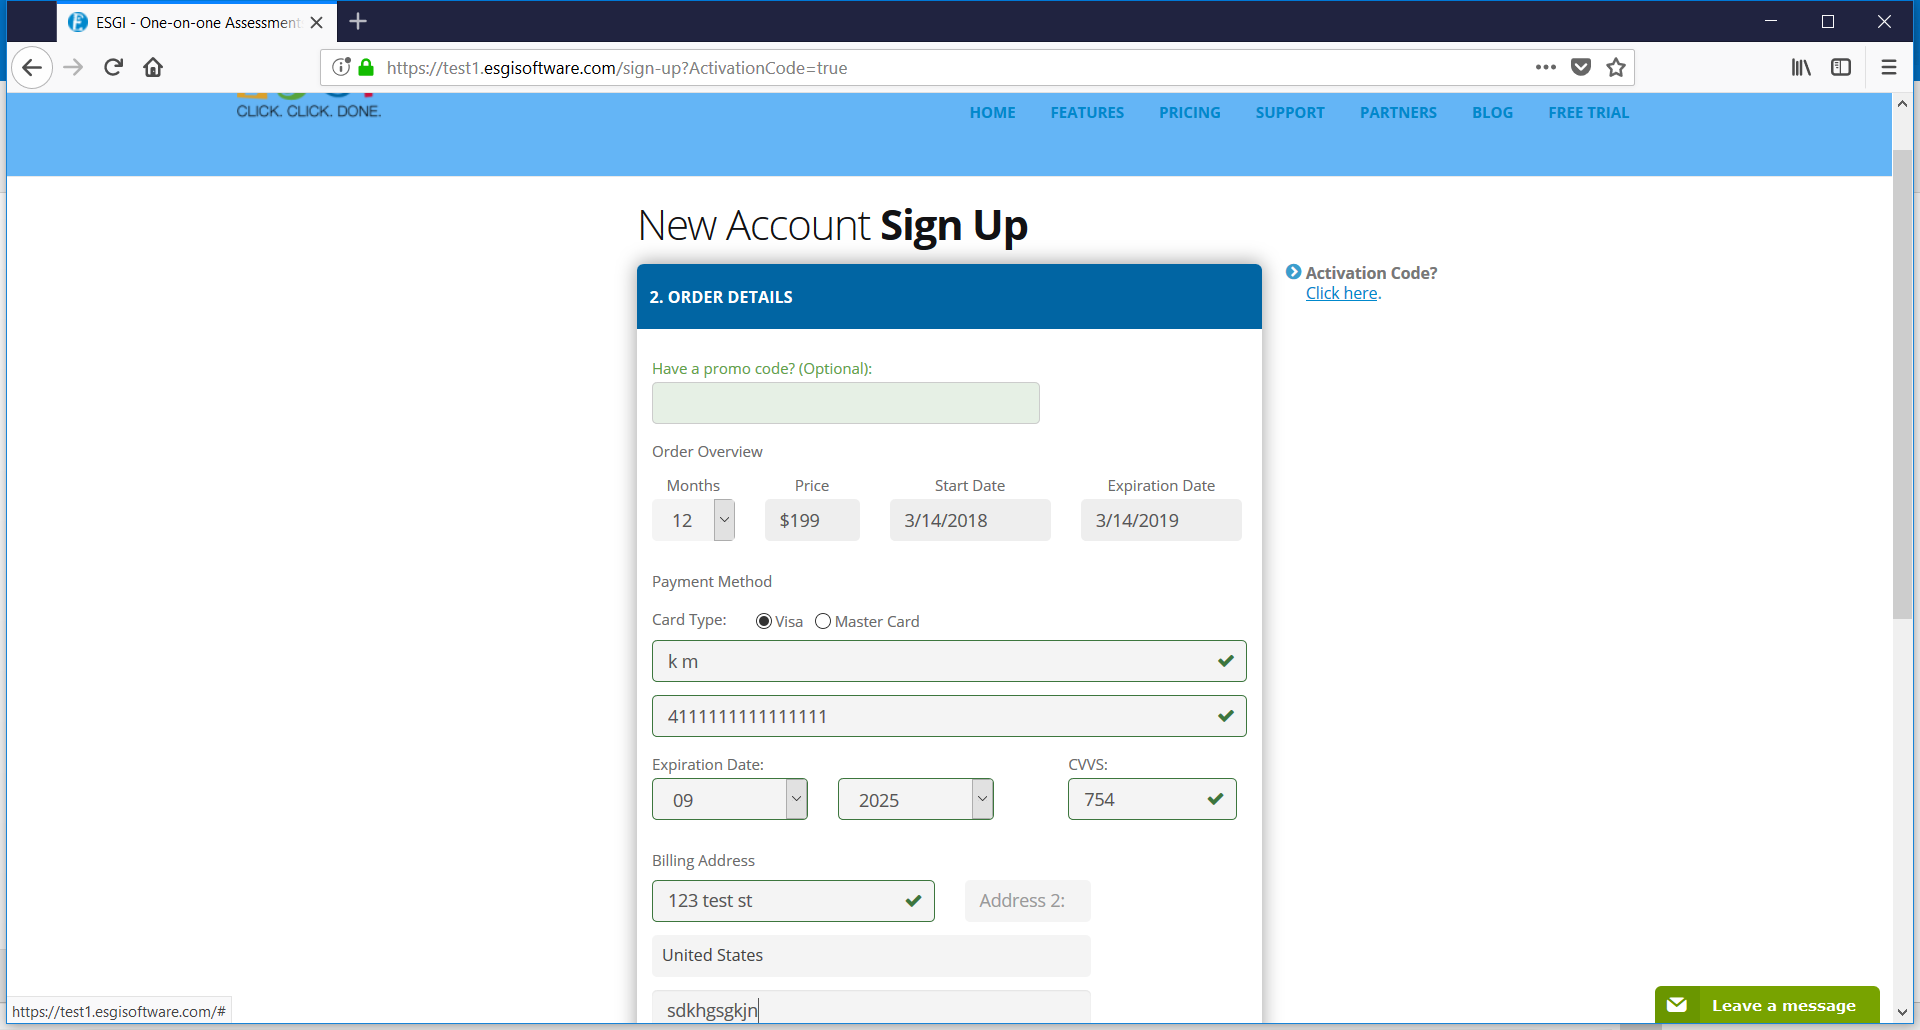 ESGI - One-on-one Assessment
https://test1.esgisoftware.com/sign-up?ActivationCode=true
CLICK. CLICK. DONE.
HOME FEATURES PRICING SUPPORT PARTNERS BLOG FREE TRIAL
New Account Sign Up
2. ORDER DETAILS
Activation Code?
Click here.
Have a promo code? (Optional):
Order Overview
Months Price Start Date Expiration Date
12 $199 3/14/2018 3/14/2019
Payment Method
Card Type: Visa Master Card
k m
4111111111111111
Expiration Date: CVVS:
09 2025 754
Billing Address
123 test st Address 2:
United States
sdkhgsgkjn
https://test1.esgisoftware.com/#
Leave a message